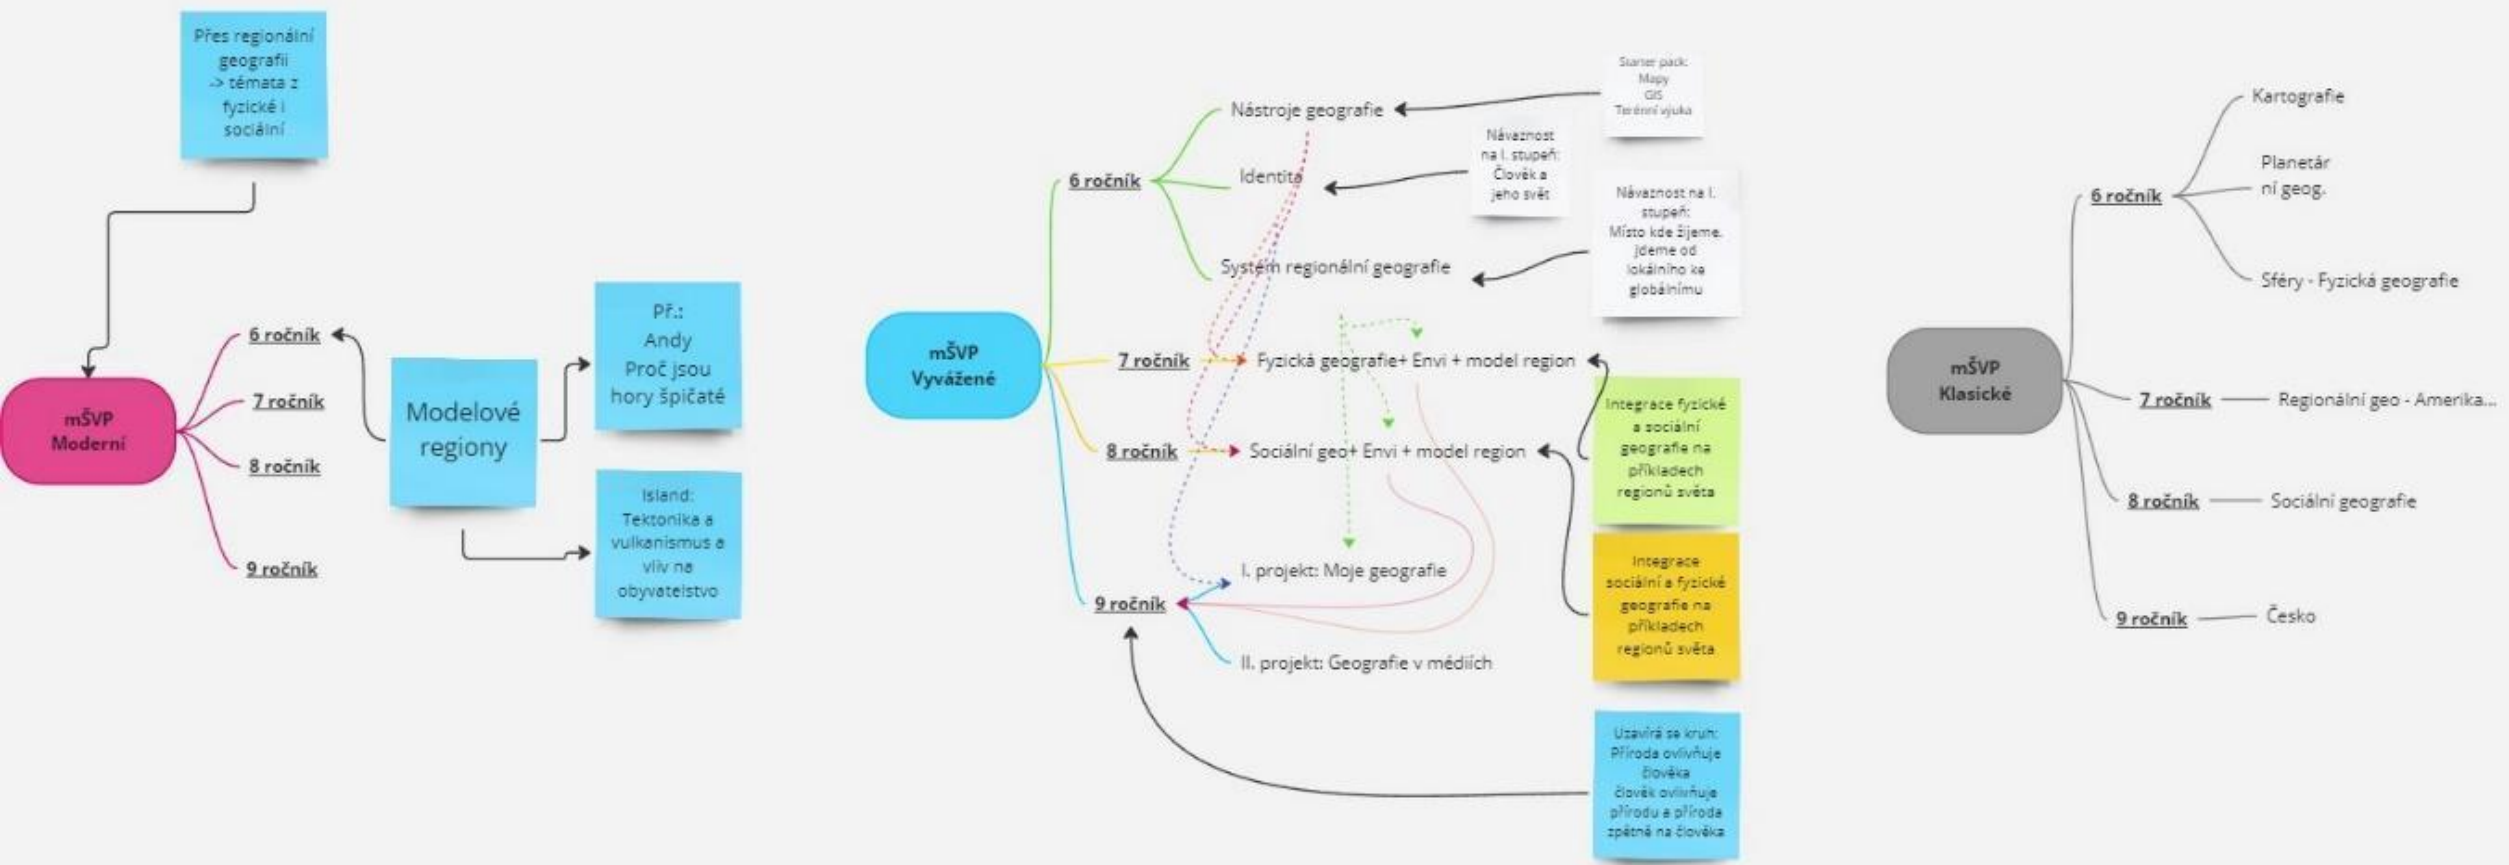 Přes regionální
geografii
-> témata z
fyzické i
sociální
mŠVP
Moderní
6 ročník
7 ročník
8 ročník
9 ročník
Modelové
regiony
Př.:
Andy
Proč jsou
hory špičaté
Island:
Tektonika a
vulkanismus a
vliv na
obyvatelstvo
mŠVP
Vyvážené
6 ročník
Nástroje geografie
Identita
Systém regionální geografie
Starter pack:
Mapy
GIS
Terénní výuka
Návaznost
na I. stupeň:
Člověk a
jeho svět
Návaznost na I.
stupeň:
Místo kde žijeme.
Jdeme od
lokálního ke
globálnímu
7 ročník
Fyzická geografie+ Envi + model region
8 ročník
Sociální geo+ Envi + model region
Integrace fyzické
a sociální
geografie na
příkladech
regionů světa
Integrace
sociální a fyzické
geografie na
příkladech
regionů světa
9 ročník
I. projekt: Moje geografie
II. projekt: Geografie v médiích
Uzavírá se kruh:
Příroda ovlivňuje
člověka
člověk ovlivňuje
přírodu a příroda
zpětně na člověka
mŠVP
Klasické
6 ročník
Kartografie
Planetár
ní geog.
Sféry - Fyzická geografie
7 ročník
Regionální geo - Amerika...
8 ročník
Sociální geografie
9 ročník
Česko